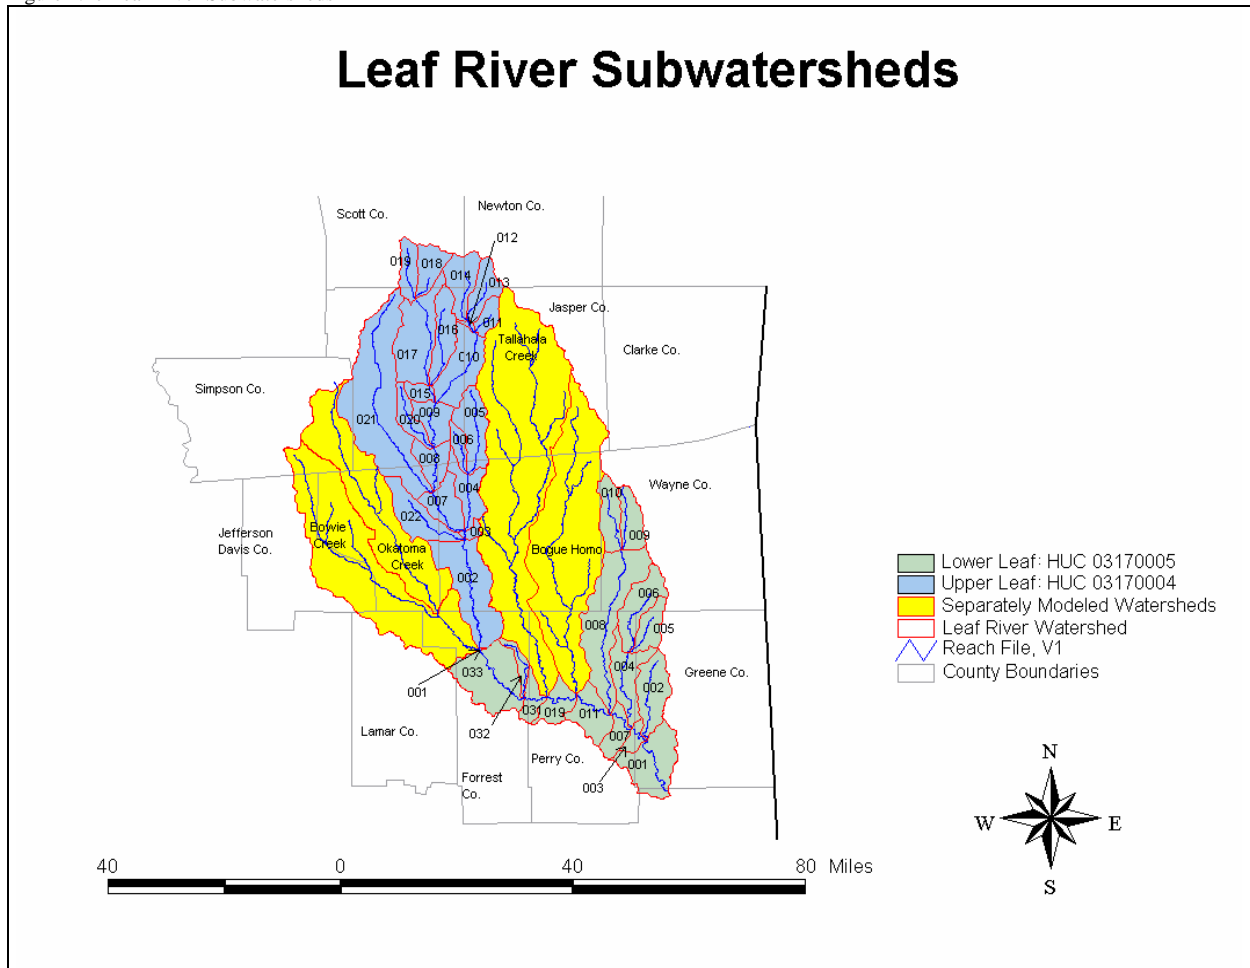 Leaf River Subwatersheds
Scott Co.
Newton Co.
012
019
018
014
013
Jasper Co.
011
016
Tallahala
Creek
017
010
Clarke Co.
Simpson Co.
015
009
005
021
020
006
008
004
010
Wayne Co.
007
022
003
009
Jefferson
Davis Co.
Bowie
Creek
Okatoma
Creek
Bogue Homo
002
006
008
005
004
033
002
Greene Co.
001
031
019
011
032
007
Lamar Co.
Perry Co.
001
Forrest
Co.
003
Lower Leaf: HUC 03170005
Upper Leaf: HUC 03170004
Separately Modeled Watersheds
Leaf River Watershed
Reach File, V1
County Boundaries
N
W
E
S
40
0
40
80 Miles